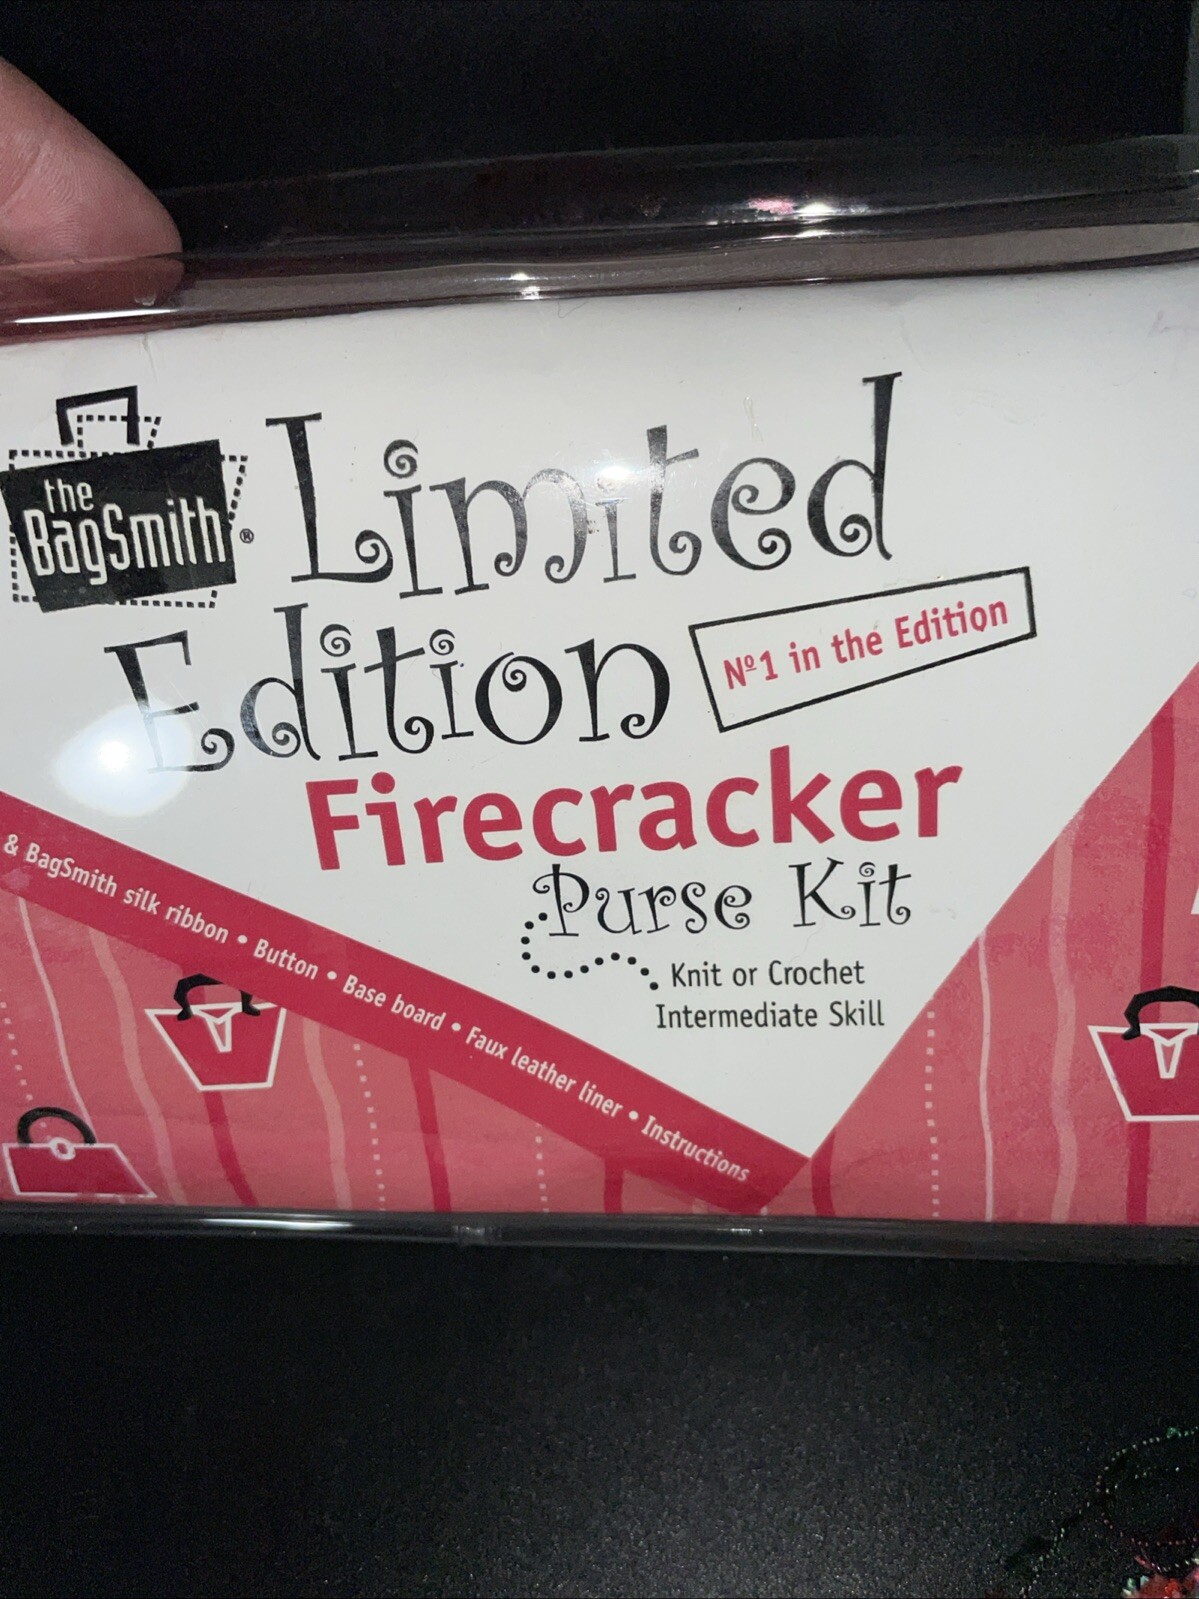 the
BagSmith®
Limited
Edition
Nº1 in the Edition
Firecracker
Purse Kit
Knit or Crochet
Intermediate Skill
& BagSmith silk ribbon • Button • Base board • Faux leather liner • Instructions